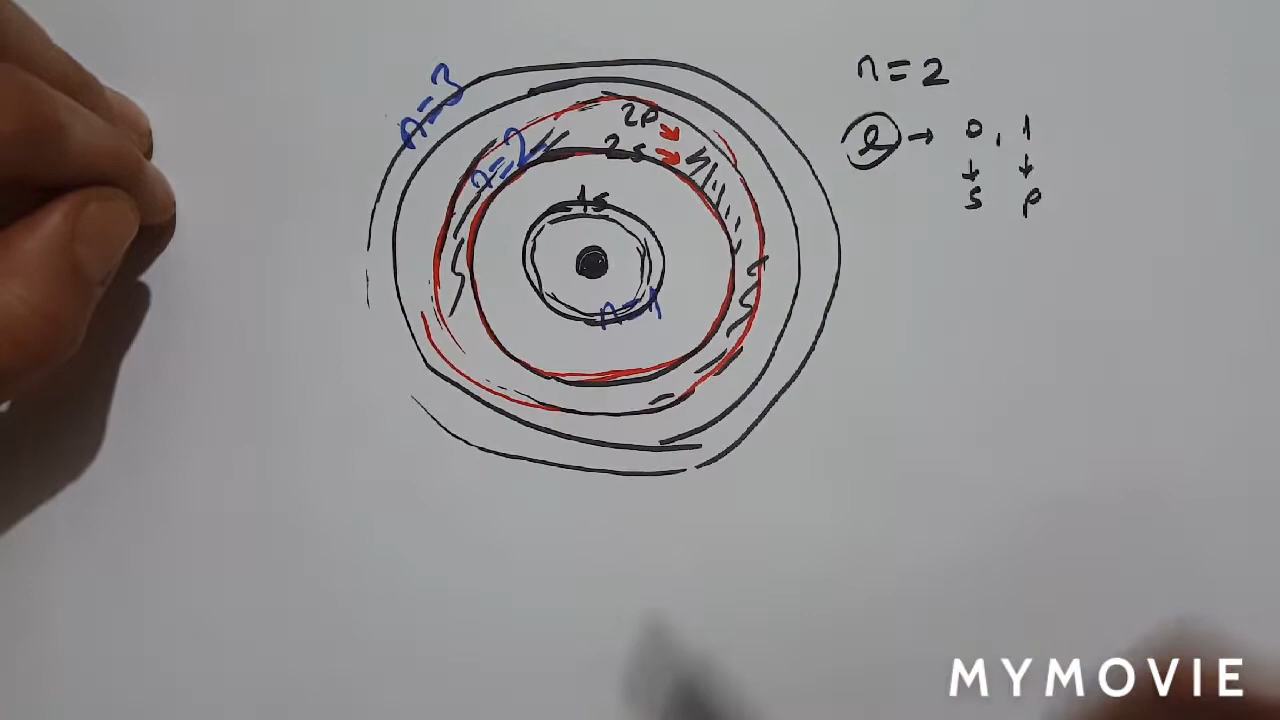 n=3
n=2
2p
2s
1s
n=1
n=2
l → 0, 1
↓ ↓
s p
MYMOVIE